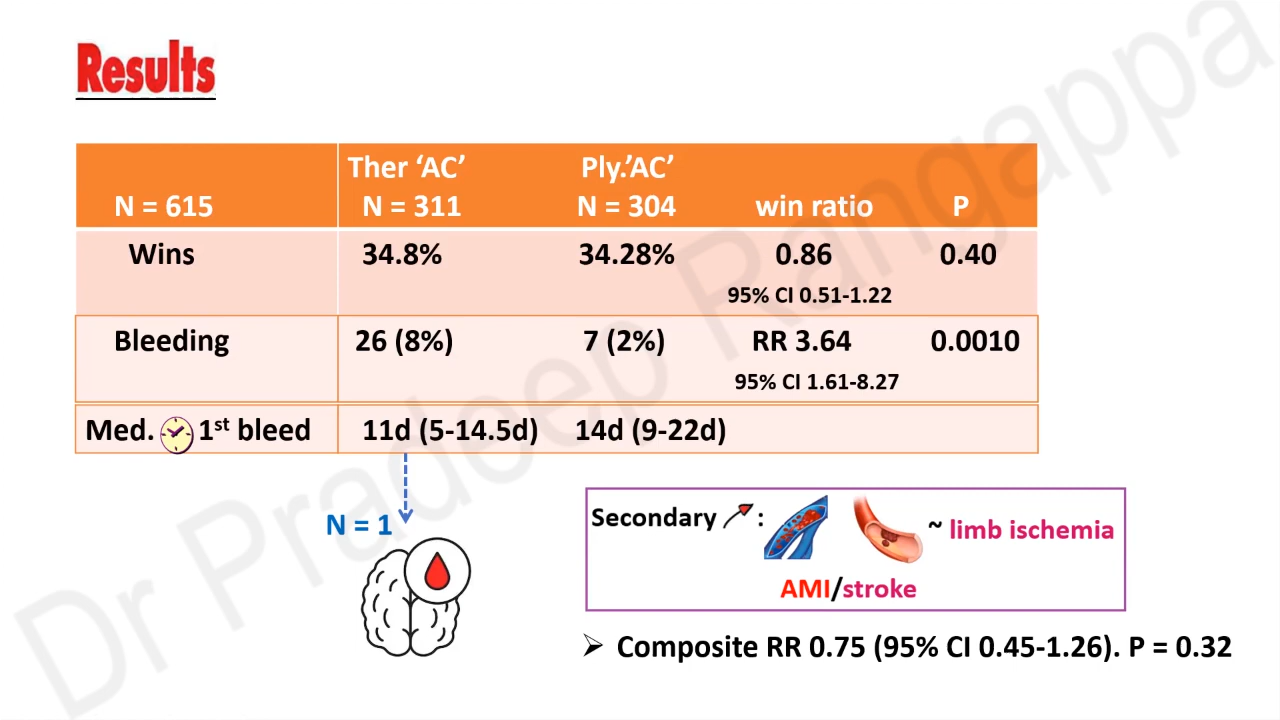 Results
Ther ‘AC’ Ply.’AC’
N = 615 N = 311 N = 304 win ratio P
Wins 34.8% 34.28% 0.86 0.40
95% CI 0.51-1.22
Bleeding 26 (8%) 7 (2%) RR 3.64 0.0010
95% CI 1.61-8.27
Med. 1st bleed 11d (5-14.5d) 14d (9-22d)
N = 1
Secondary : ~ limb ischemia
AMI/stroke
Composite RR 0.75 (95% CI 0.45-1.26). P = 0.32
Dr Pradeep Rangappa